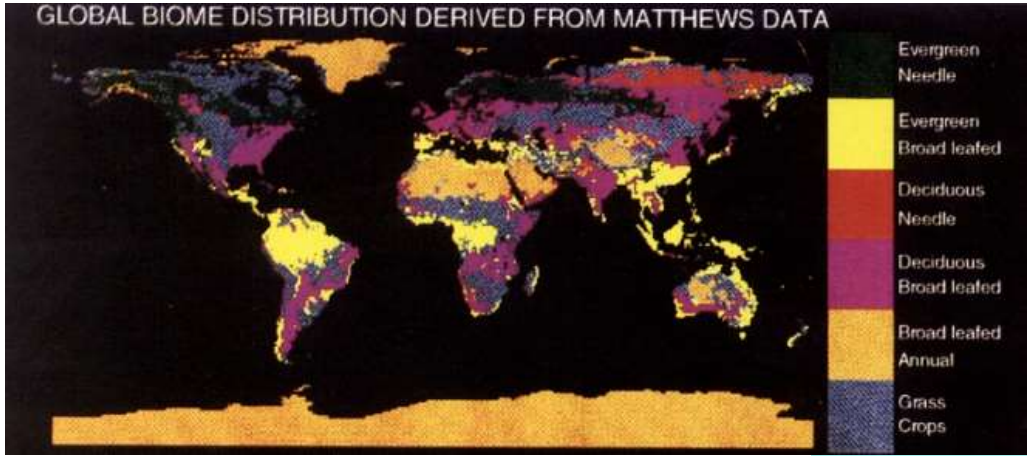 GLOBAL BIOME DISTRIBUTION DERIVED FROM MATTHEWS DATA
Evergreen
Needle
Evergreen
Broad leafed
Deciduous
Needle
Deciduous
Broad leafed
Broad leafed
Annual
Grass
Crops